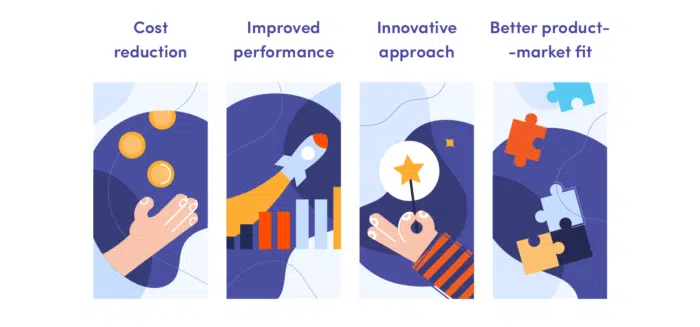 Cost
reduction
Improved
performance
Innovative
approach
Better product-
-market fit